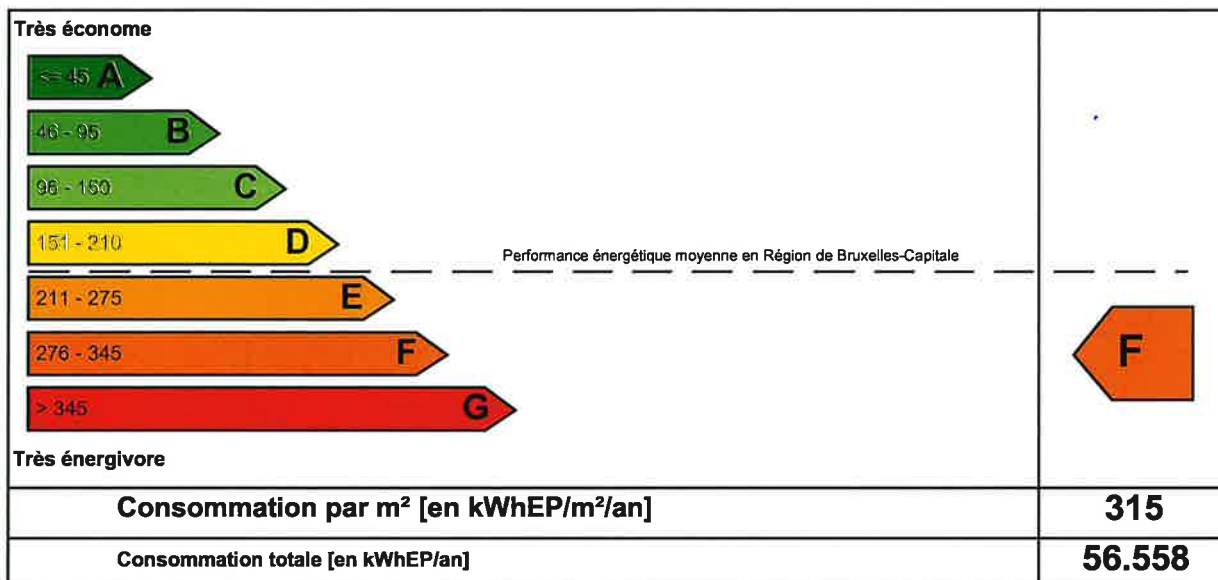 Très économe
<= 45 A
46 - 95 B
96 - 150 C
151 - 210 D
Performance énergétique moyenne en Région de Bruxelles-Capitale
211 - 275 E
276 - 345 F
F
> 345 G
Très énergivore
Consommation par m² [en kWhEP/m²/an] 315
Consommation totale [en kWhEP/an] 56.558